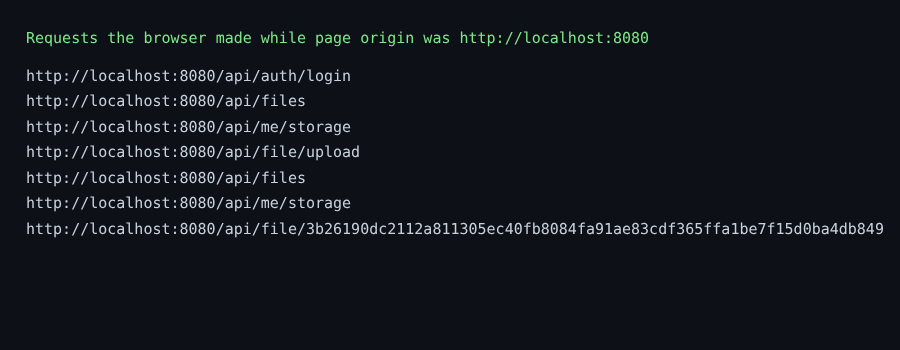 Requests the browser made while page origin was http://localhost:8080
http://localhost:8080/api/auth/login
http://localhost:8080/api/files
http://localhost:8080/api/me/storage
http://localhost:8080/api/file/upload
http://localhost:8080/api/files
http://localhost:8080/api/me/storage
http://localhost:8080/api/file/3b26190dc2112a811305ec40fb8084fa91ae83cdf365ffa1be7f15d0ba4db849